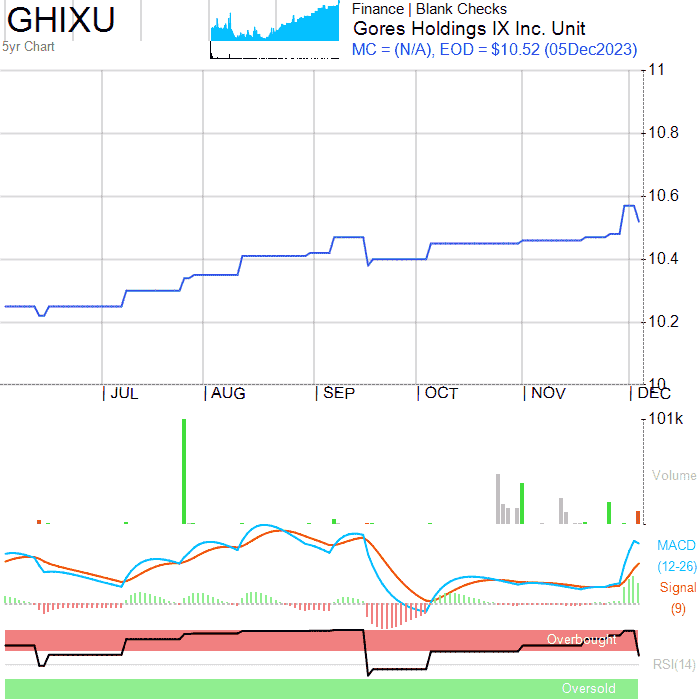 GHIXU
5yr Chart
Finance | Blank Checks
Gores Holdings IX Inc. Unit
MC = (N/A), EOD = $10.52 (05Dec2023)
11
10.8
10.6
10.4
10.2
10
| JUL | AUG | SEP | OCT | NOV | DEC
101k
Volume
MACD
(12-26)
Signal
(9)
Overbought
RSI(14)
Oversold